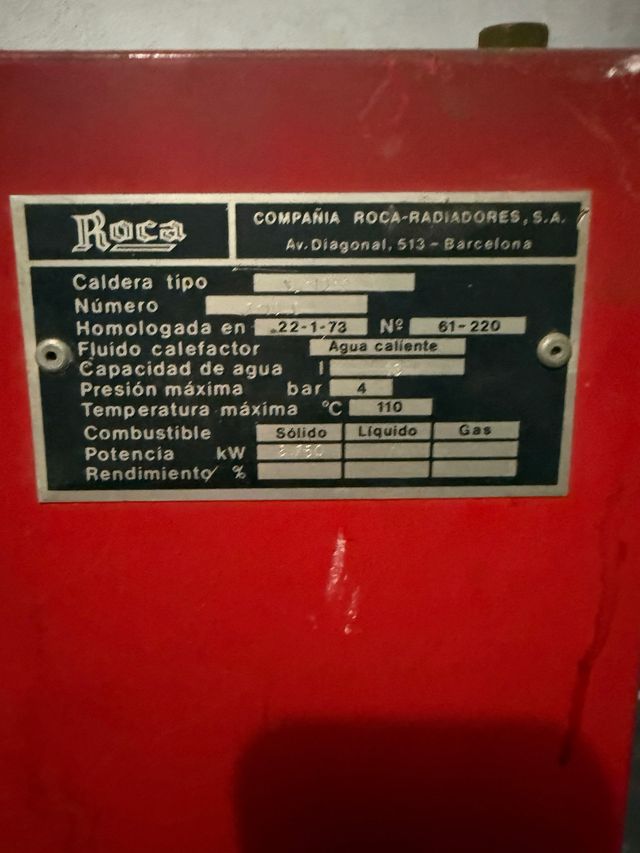 Roca
COMPAÑIA ROCA-RADIADORES, S.A.
Av. Diagonal, 513 - Barcelona
Caldera tipo
Número
Homologada en 22-1-73 Nº 61-220
Fluido calefactor Agua caliente
Capacidad de agua l
Presión máxima bar 4
Temperatura máxima °C 110
Combustible Sólido Líquido Gas
Potencia kW
Rendimiento %